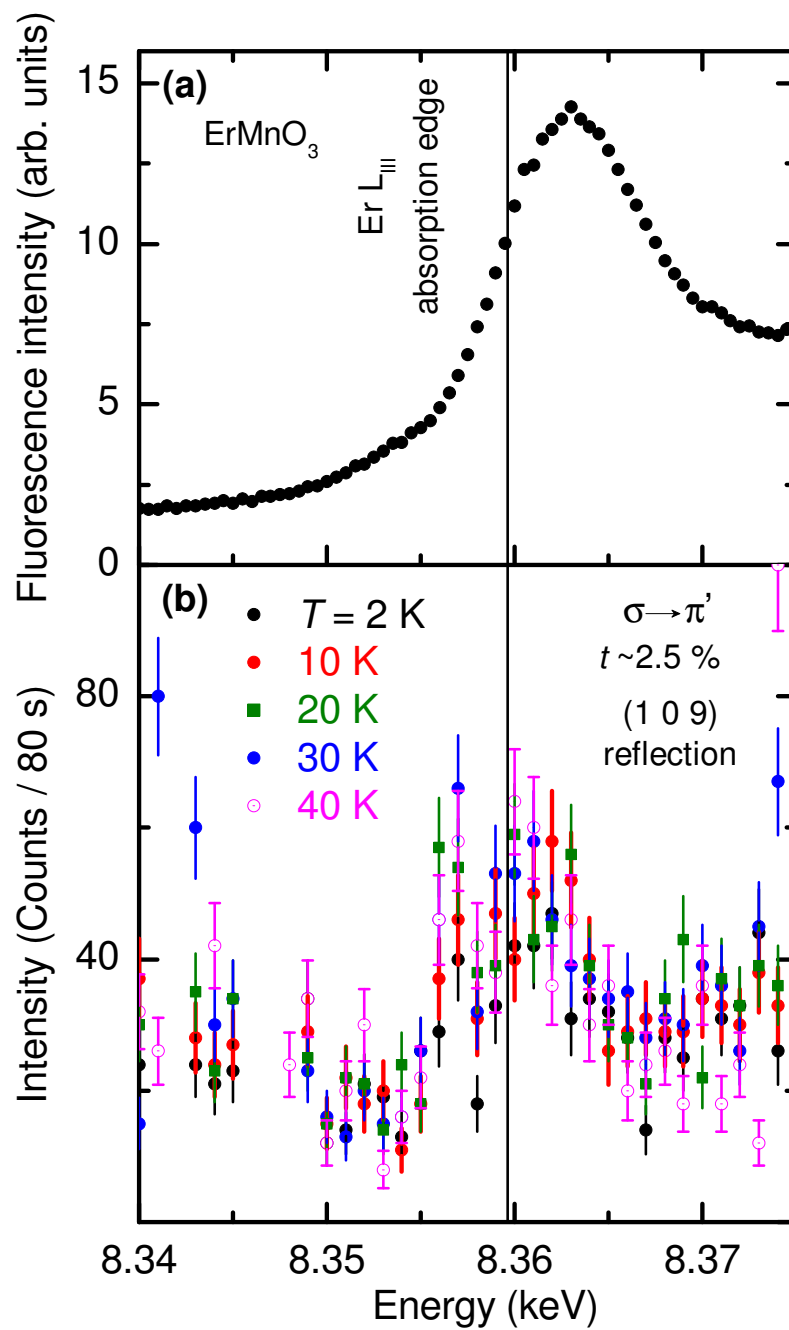 Fluorescence intensity (arb. units)
15
10
5
0
(a)
ErMnO₃
Er L_III
absorption edge
Intensity (Counts / 80 s)
80
40
(b)
T = 2 K
10 K
20 K
30 K
40 K
σ→π’
t ~2.5 %
(1 0 9)
reflection
8.34 8.35 8.36 8.37
Energy (keV)